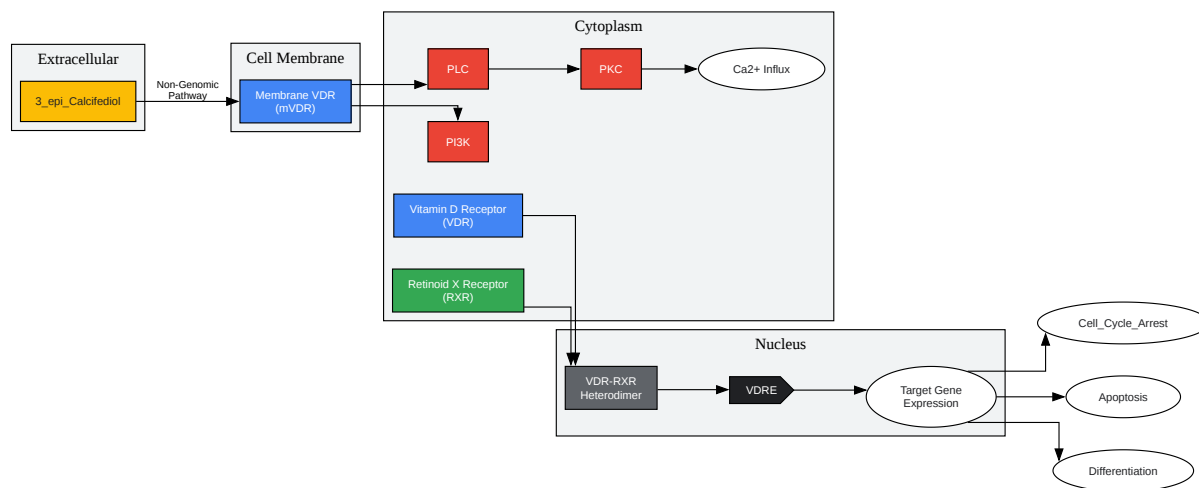 Cytoplasm
Extracellular
Cell Membrane
3_epi_Calcifediol
Non-Genomic
Pathway
Membrane VDR
(mVDR)
PLC
PKC
Ca2+ Influx
PI3K
Vitamin D Receptor
(VDR)
Retinoid X Receptor
(RXR)
Nucleus
VDR-RXR
Heterodimer
VDRE
Target Gene
Expression
Cell_Cycle_Arrest
Apoptosis
Differentiation